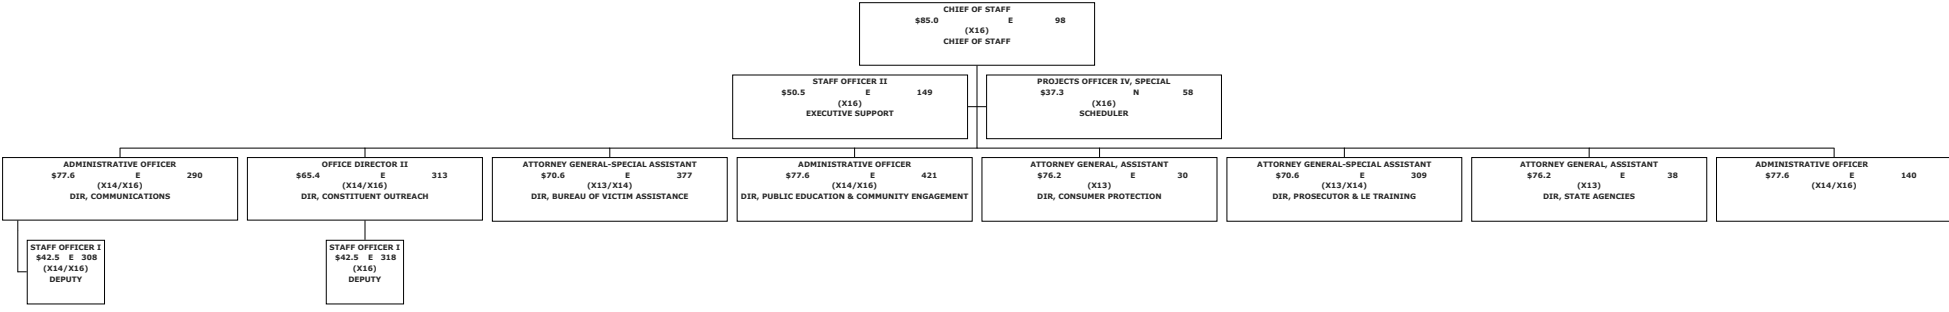 CHIEF OF STAFF
$85.0 E 98
(X16)
CHIEF OF STAFF
STAFF OFFICER II
$50.5 E 149
(X16)
EXECUTIVE SUPPORT
PROJECTS OFFICER IV, SPECIAL
$37.3 N 58
(X16)
SCHEDULER
ADMINISTRATIVE OFFICER
$77.6 E 290
(X14/X16)
DIR, COMMUNICATIONS
OFFICE DIRECTOR II
$65.4 E 313
(X14/X16)
DIR, CONSTITUENT OUTREACH
ATTORNEY GENERAL-SPECIAL ASSISTANT
$70.6 E 377
(X13/X14)
DIR, BUREAU OF VICTIM ASSISTANCE
ADMINISTRATIVE OFFICER
$77.6 E 421
(X14/X16)
DIR, PUBLIC EDUCATION & COMMUNITY ENGAGEMENT
ATTORNEY GENERAL, ASSISTANT
$76.2 E 30
(X13)
DIR, CONSUMER PROTECTION
ATTORNEY GENERAL-SPECIAL ASSISTANT
$70.6 E 309
(X13/X14)
DIR, PROSECUTOR & LE TRAINING
ATTORNEY GENERAL, ASSISTANT
$76.2 E 38
(X13)
DIR, STATE AGENCIES
ADMINISTRATIVE OFFICER
$77.6 E 140
(X14/X16)
STAFF OFFICER I
$42.5 E 308
(X14/X16)
DEPUTY
STAFF OFFICER I
$42.5 E 318
(X16)
DEPUTY